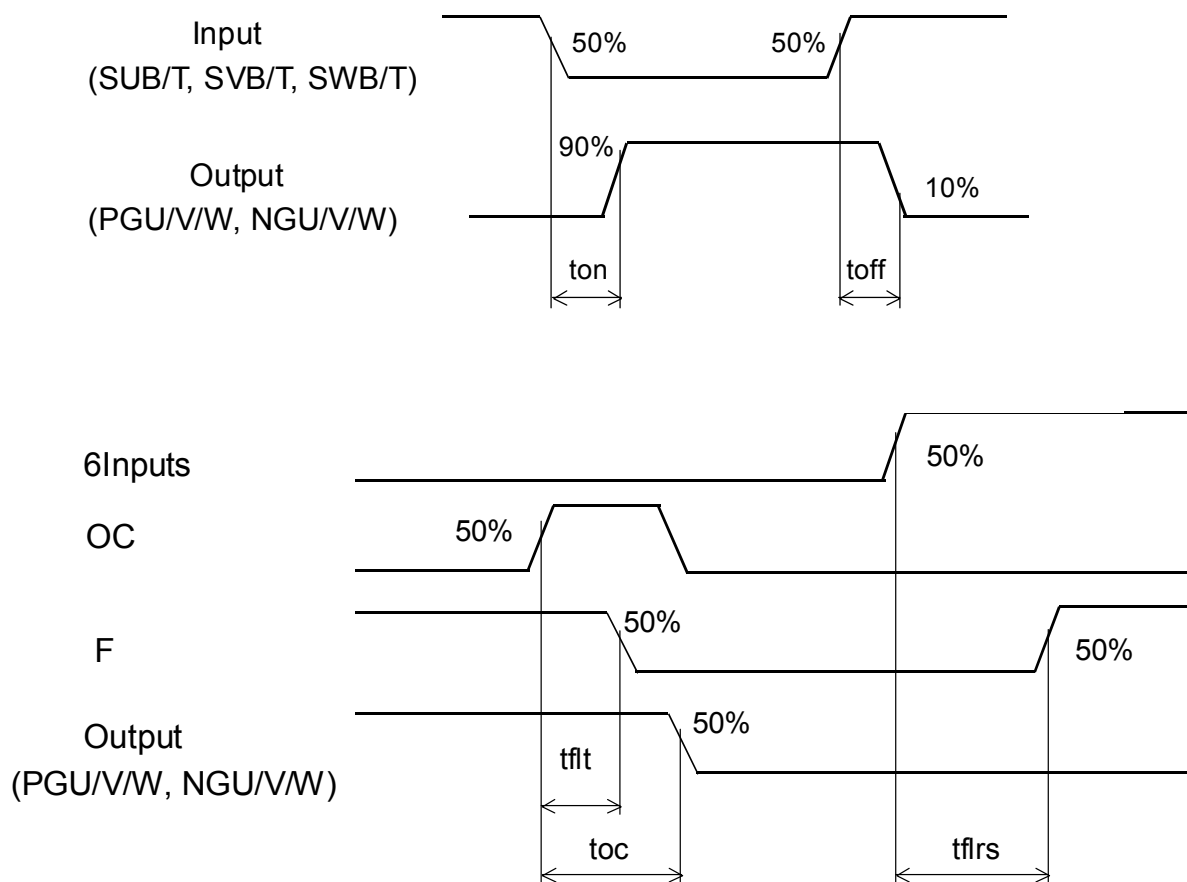 Input
(SUB/T, SVB/T, SWB/T)
50%
50%
Output
(PGU/V/W, NGU/V/W)
90%
10%
ton
toff
6Inputs
50%
OC
50%
F
50%
50%
Output
(PGU/V/W, NGU/V/W)
50%
tflt
toc
tflrs